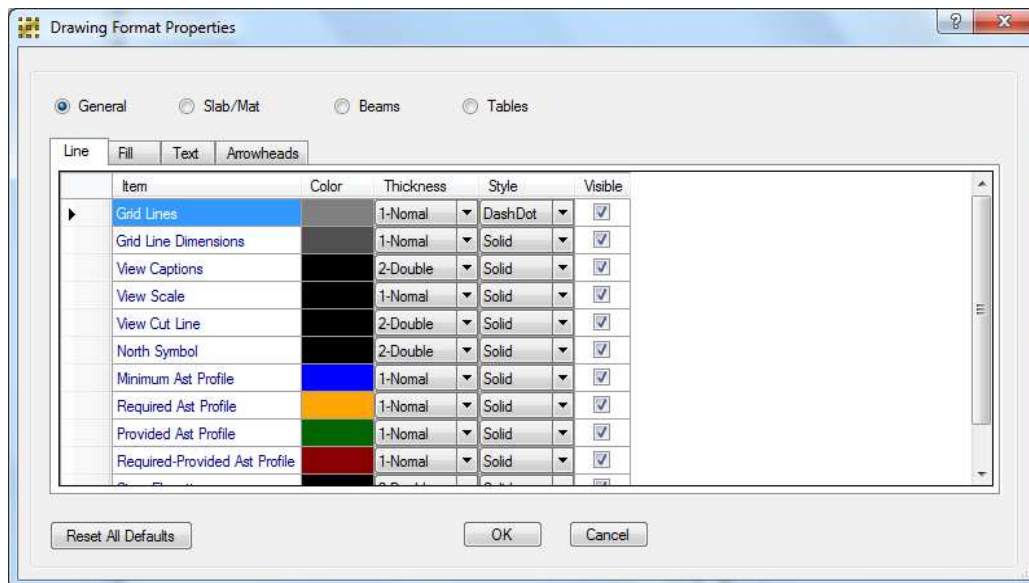 Drawing Format Properties
General Slab/Mat Beams Tables
Line Fill Text Arrowheads
Item Color Thickness Style Visible
Grid Lines 1-Nomal DashDot
Grid Line Dimensions 1-Nomal Solid
View Captions 2-Double Solid
View Scale 1-Nomal Solid
View Cut Line 2-Double Solid
North Symbol 2-Double Solid
Minimum Ast Profile 1-Nomal Solid
Required Ast Profile 1-Nomal Solid
Provided Ast Profile 1-Nomal Solid
Required-Provided Ast Profile 1-Nomal Solid
Reset All Defaults OK Cancel